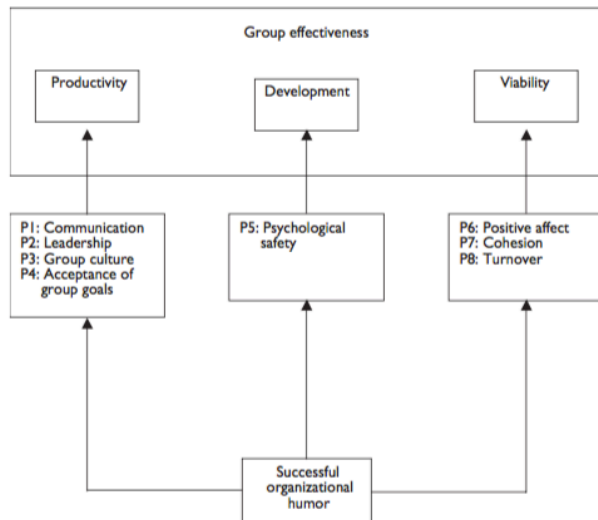 Group effectiveness
Productivity
Development
Viability
P1: Communication
P2: Leadership
P3: Group culture
P4: Acceptance of
group goals
P5: Psychological
safety
P6: Positive affect
P7: Cohesion
P8: Turnover
Successful
organizational
humor